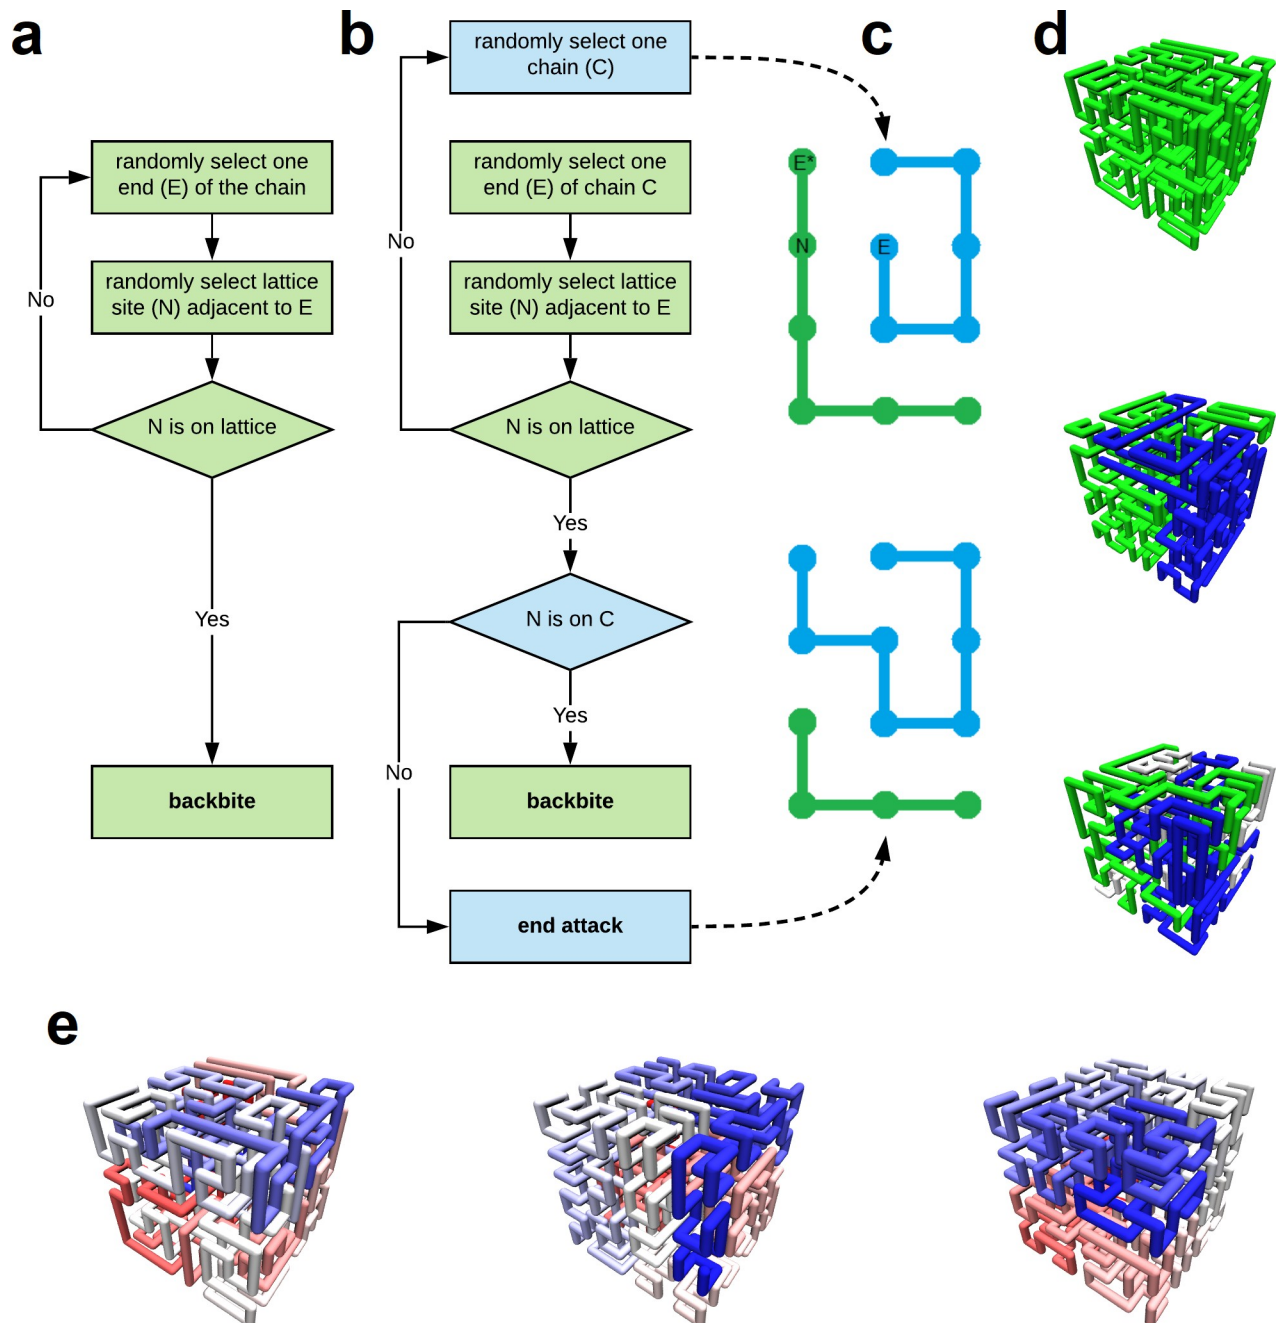 a
randomly select one
end (E) of the chain
randomly select lattice
site (N) adjacent to E
No
N is on lattice
Yes
backbite
b
randomly select one
chain (C)
randomly select one
end (E) of chain C
No
randomly select lattice
site (N) adjacent to E
N is on lattice
Yes
N is on C
Yes
No
backbite
end attack
c
E*
N
E
d
e